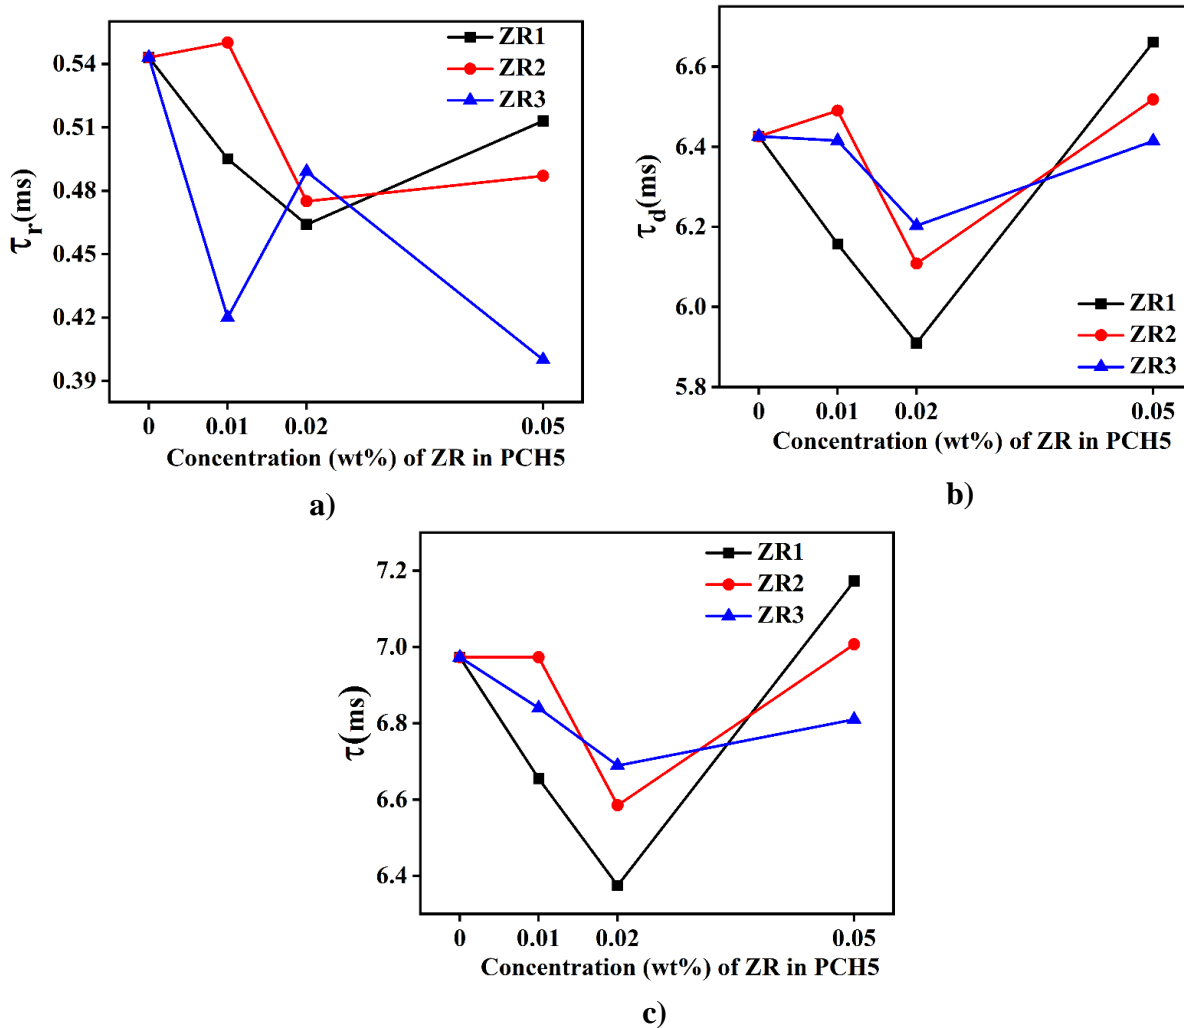 ZR1
ZR2
ZR3
0.54
0.51
0.48
0.45
0.42
0.39
τr(ms)
0
0.01
0.02
0.05
Concentration (wt%) of ZR in PCH5
a)
6.6
6.4
6.2
6.0
5.8
τd(ms)
ZR1
ZR2
ZR3
0
0.01
0.02
0.05
Concentration (wt%) of ZR in PCH5
b)
ZR1
ZR2
ZR3
7.2
7.0
6.8
6.6
6.4
τ(ms)
0
0.01
0.02
0.05
Concentration (wt%) of ZR in PCH5
c)